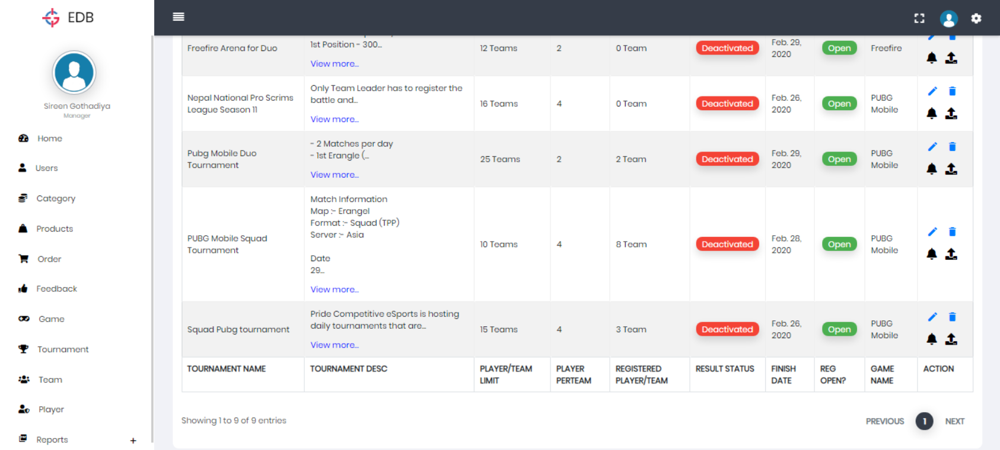 EDB
Sireen Gothadiya
Manager
Home
Users
Category
Products
Order
Feedback
Game
Tournament
Team
Player
Reports +
Freefire Arena for Duo
1st Position - 300...
View more...
12 Teams
2
0 Team
Deactivated
Feb. 29,
2020
Open
Freefire
Nepal National Pro Scrims
League Season 11
Only Team Leader has to register the
battle and...
View more...
16 Teams
4
0 Team
Deactivated
Feb. 26,
2020
Open
PUBG
Mobile
Pubg Mobile Duo
Tournament
- 2 Matches per day
- 1st Erangle (...
View more...
25 Teams
2
2 Team
Deactivated
Feb. 29,
2020
Open
PUBG
Mobile
PUBG Mobile Squad
Tournament
Match Information
Map :- Erangel
Format :- Squad (TPP)
Server :- Asia
Date
29...
View more...
10 Teams
4
8 Team
Deactivated
Feb. 28,
2020
Open
PUBG
Mobile
Squad Pubg tournament
Pride Competitive eSports is hosting
daily tournaments that are...
View more...
15 Teams
4
3 Team
Deactivated
Feb. 26,
2020
Open
PUBG
Mobile
TOURNAMENT NAME
TOURNAMENT DESC
PLAYER/TEAM
LIMIT
PLAYER
PERTEAM
REGISTERED
PLAYER/TEAM
RESULT STATUS
FINISH
DATE
REG
OPEN?
GAME
NAME
ACTION
Showing 1 to 9 of 9 entries
PREVIOUS 1 NEXT